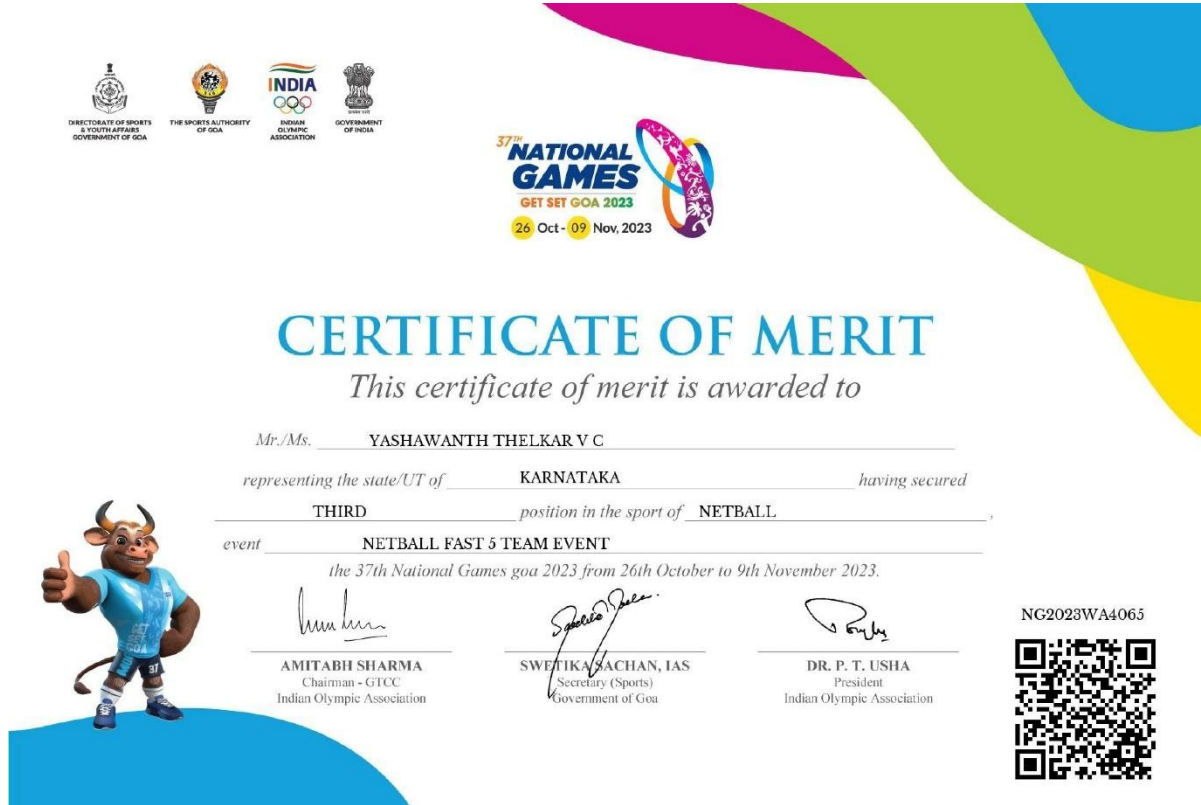 DIRECTORATE OF SPORTS
& YOUTH AFFAIRS
GOVERNMENT OF GOA
THE SPORTS AUTHORITY
OF GOA
INDIA
INDIAN
OLYMPIC
ASSOCIATION
GOVERNMENT
OF INDIA
37TH
NATIONAL
GAMES
GET SET GOA 2023
26 Oct - 09 Nov, 2023
CERTIFICATE OF MERIT
This certificate of merit is awarded to
Mr./Ms. YASHAWANTH THELKAR V C
representing the state/UT of KARNATAKA having secured
THIRD position in the sport of NETBALL ,
event NETBALL FAST 5 TEAM EVENT
the 37th National Games goa 2023 from 26th October to 9th November 2023.
AMITABH SHARMA
Chairman - GTCC
Indian Olympic Association
SWETIKA SACHAN, IAS
Secretary (Sports)
Government of Goa
DR. P. T. USHA
President
Indian Olympic Association
NG2023WA4065
GET
SET
GOA
37